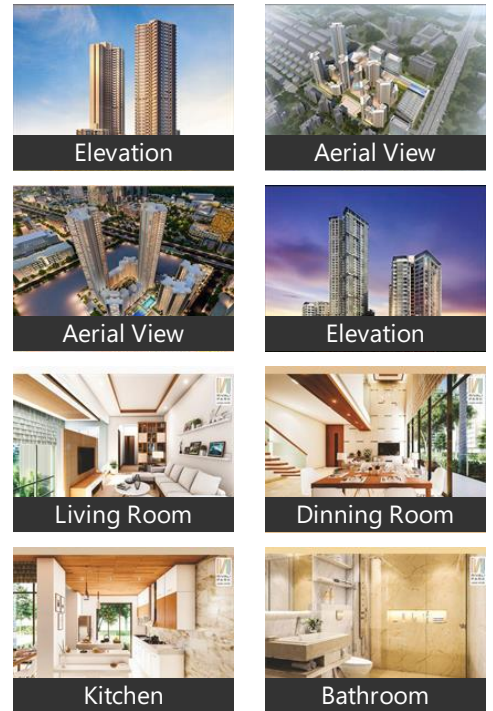 Elevation
Aerial View
Aerial View
Elevation
Living Room
Dinning Room
Kitchen
Bathroom